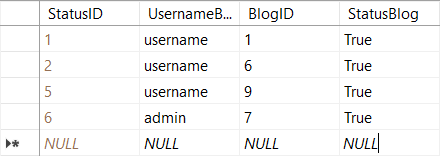 StatusID UsernameB... BlogID StatusBlog
1 username 1 True
2 username 6 True
5 username 9 True
6 admin 7 True
NULL NULL NULL NULL